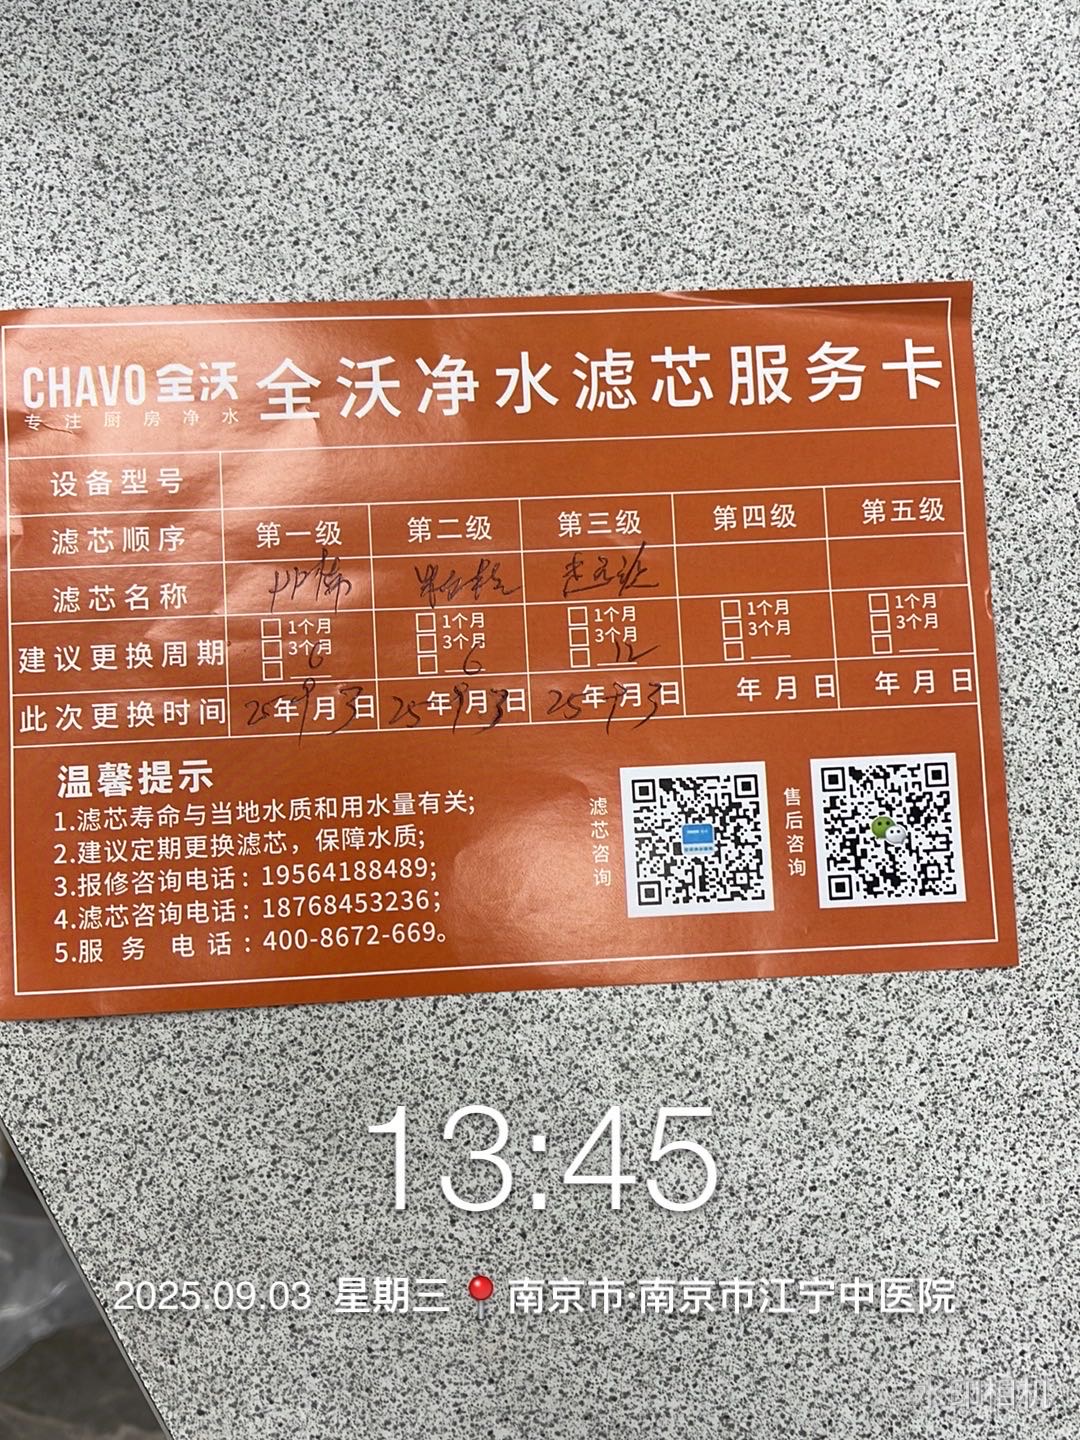 CHAVO 全沃 全沃净水滤芯服务卡
专注厨房净水
设备型号
滤芯顺序 第一级 第二级 第三级 第四级 第五级
滤芯名称 PP棉
建议更换周期 1个月 1个月 1个月 1个月 1个月
3个月 3个月 3个月 3个月 3个月
6 6 12
此次更换时间 25年9月3日 25年9月3日 25年9月3日 年月日 年月日
温馨提示
1.滤芯寿命与当地水质和用水量有关;
2.建议定期更换滤芯，保障水质;
3.报修咨询电话：19564188489;
4.滤芯咨询电话：18768453236;
5.服务电话：400-8672-669。
滤芯咨询
售后咨询
13:45
2025.09.03 星期三 南京市·南京市江宁中医院
水印相机